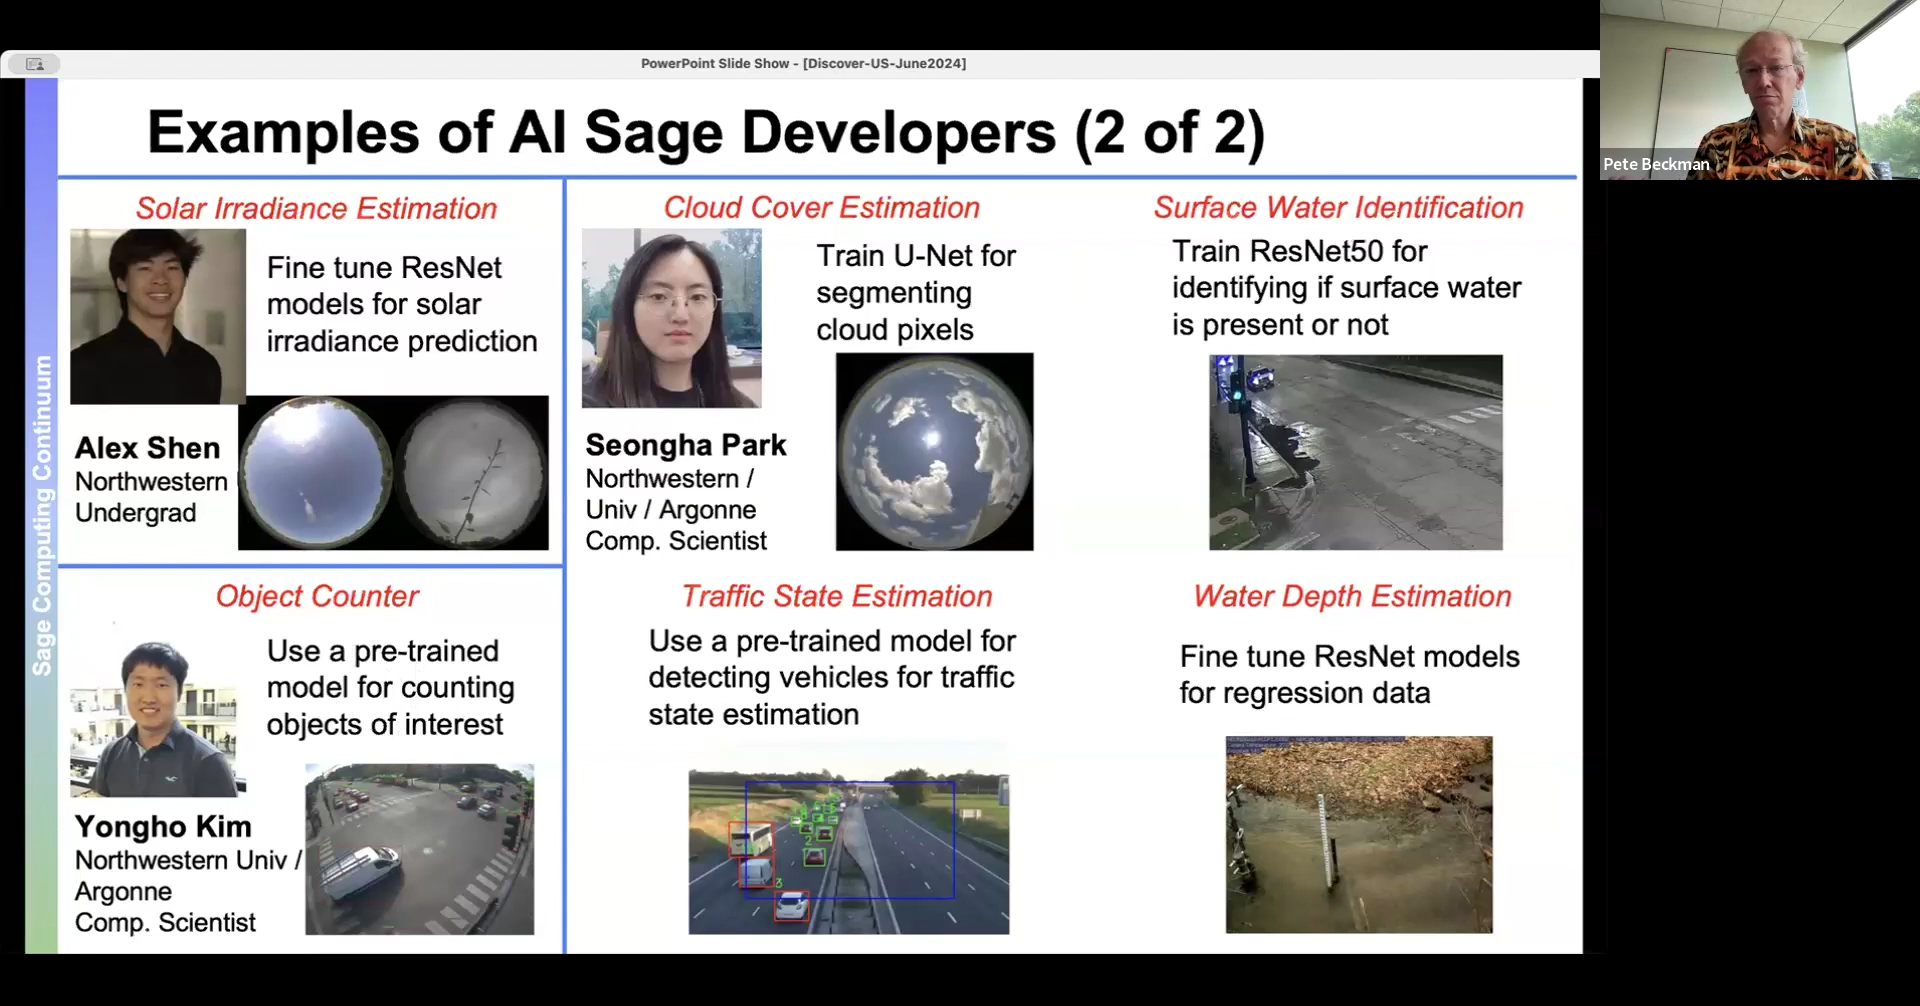 PowerPoint Slide Show - [Discover-US-June2024]
Pete Beckman
Examples of AI Sage Developers (2 of 2)
Sage Computing Continuum
Solar Irradiance Estimation
Fine tune ResNet
models for solar
irradiance prediction
Alex Shen
Northwestern
Undergrad
Cloud Cover Estimation
Train U-Net for
segmenting
cloud pixels
Seongha Park
Northwestern /
Univ / Argonne
Comp. Scientist
Surface Water Identification
Train ResNet50 for
identifying if surface water
is present or not
Object Counter
Use a pre-trained
model for counting
objects of interest
Yongho Kim
Northwestern Univ /
Argonne
Comp. Scientist
Traffic State Estimation
Use a pre-trained model for
detecting vehicles for traffic
state estimation
2
3
Water Depth Estimation
Fine tune ResNet models
for regression data